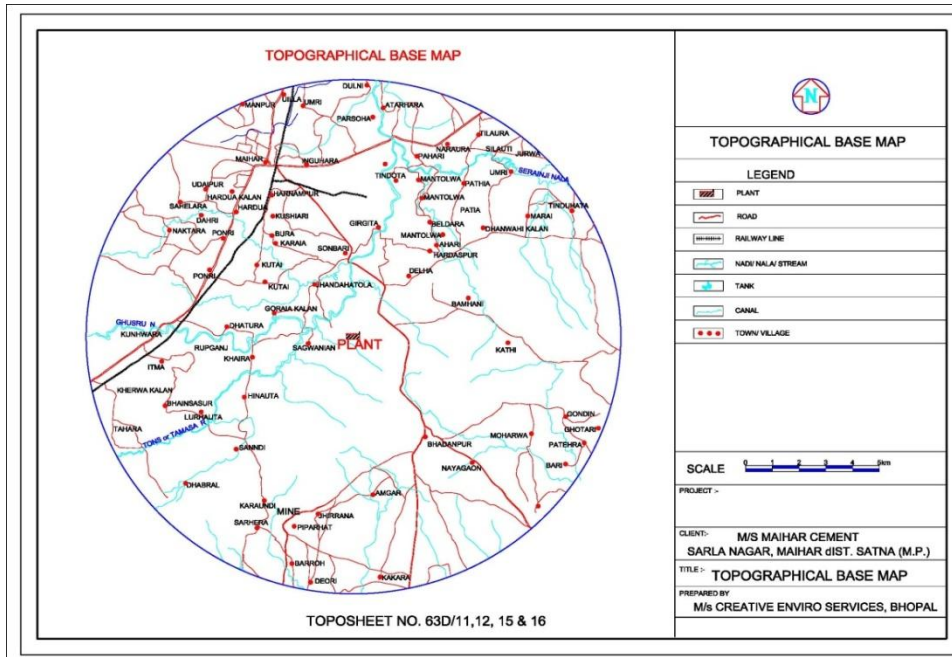 TOPOGRAPHICAL BASE MAP
DULNI
UILLA
MANPUR
UMRI
ATARHARA
PARSOHA
TILAURA
NARAURA
SILAUTI
JURWA
MAIHAR
NGUHARA
PAHARI
UMRI
SERAINJI NALA
TINDOTA
MANTOLWA
PATHIA
UDAIPUR
HARDUA KALAN
HARNAMPUR
MANTOLWA
SAHELARA
HARDUA
PATIA
TINDUHATA
DAHRI
KUSHIARI
MARAI
NAKTARA
PONRI
BURA
GIRGITA
BELDARA
DHANWAHI KALAN
MANTOLWA
KARAIA
SONBARI
AHARI
HARDASPUR
KUTAI
PONRI
DELHA
KUTAI
HANDAHATOLA
BAMHANI
GORAIA KALAN
GHUSRU N
DHATURA
KUNHWARA
RUPGANJ
SAGWANIAN
PLANT
KATHI
KHAIRA
ITMA
KHERWA KALAN
HINAUTA
BHAINSASUR
LURHAUTA
GONDIN
TAHARA
GHOTARI
TONS or TAMASA R
SANNDI
BHADANPUR
MOHARWA
PATEHRA
NAYAGAON
BARI
DHABRAL
AMGAR
KARAUNDI
MINE
JHIRRANA
SARHERA
PIPARHAT
BARROH
DEORI
KAKARA
TOPOSHEET NO. 63D/11,12, 15 & 16
N
TOPOGRAPHICAL BASE MAP
LEGEND
PLANT
ROAD
RAILWAY LINE
NADI/ NALA/ STREAM
TANK
CANAL
TOWN/ VILLAGE
SCALE 0 1 2 3 4 5km
PROJECT :-
CLIENT:- M/S MAIHAR CEMENT
SARLA NAGAR, MAIHAR dIST. SATNA (M.P.)
TITLE :- TOPOGRAPHICAL BASE MAP
PREPARED BY
M/s CREATIVE ENVIRO SERVICES, BHOPAL